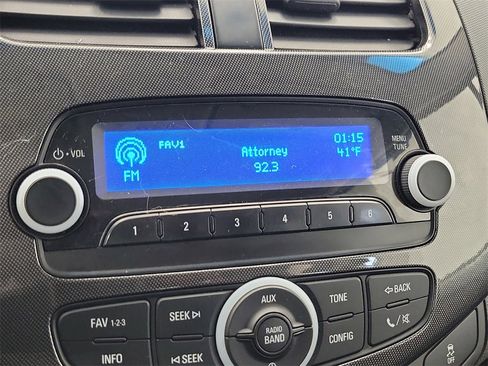 FAV1
01:15
Attorney
41°F
FM
92.3
VOL
MENU
TUNE
1 2 3 4 5 6
AUX
FAV 1-2-3
SEEK
TONE
BACK
RADIO
BAND
INFO
SEEK
CONFIG